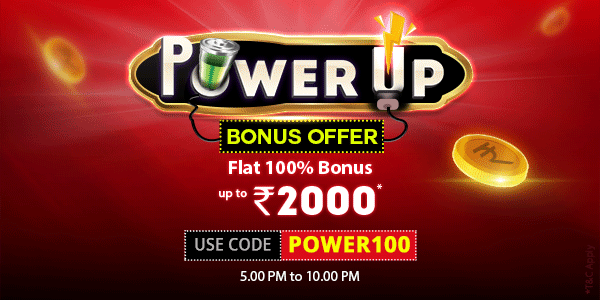 POWER UP
BONUS OFFER
Flat 100% Bonus
up to ₹2000*
USE CODE POWER100
5.00 PM to 10.00 PM
*T&C Apply